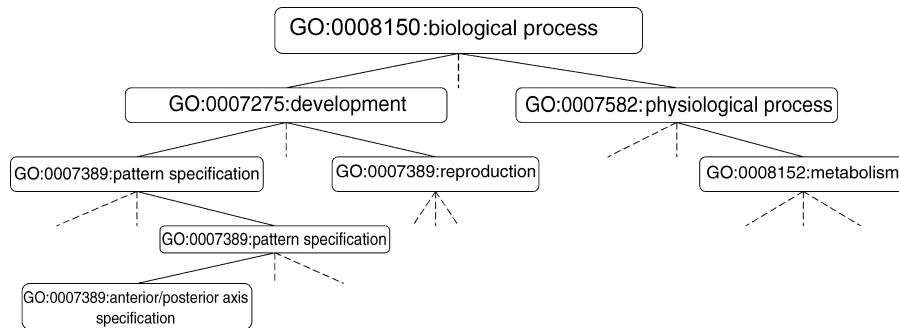 GO:0008150:biological process
GO:0007275:development
GO:0007582:physiological process
GO:0007389:pattern specification
GO:0007389:reproduction
GO:0008152:metabolism
GO:0007389:pattern specification
GO:0007389:anterior/posterior axis
specification